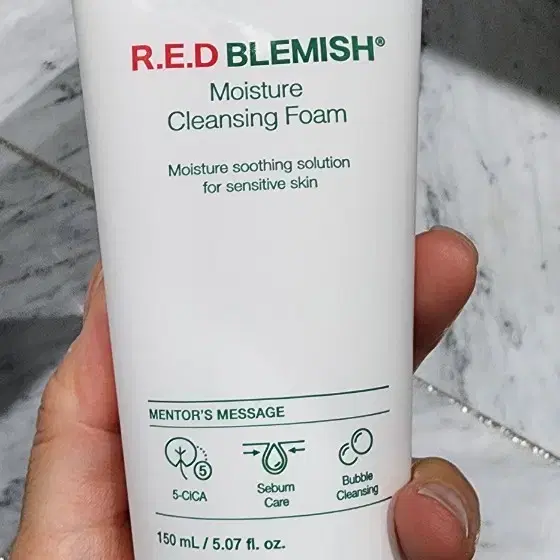 R.E.D BLEMISH®
Moisture
Cleansing Foam
Moisture soothing solution
for sensitive skin
MENTOR'S MESSAGE
5
5-CICA
Sebum
Care
Bubble
Cleansing
150 mL / 5.07 fl. oz.